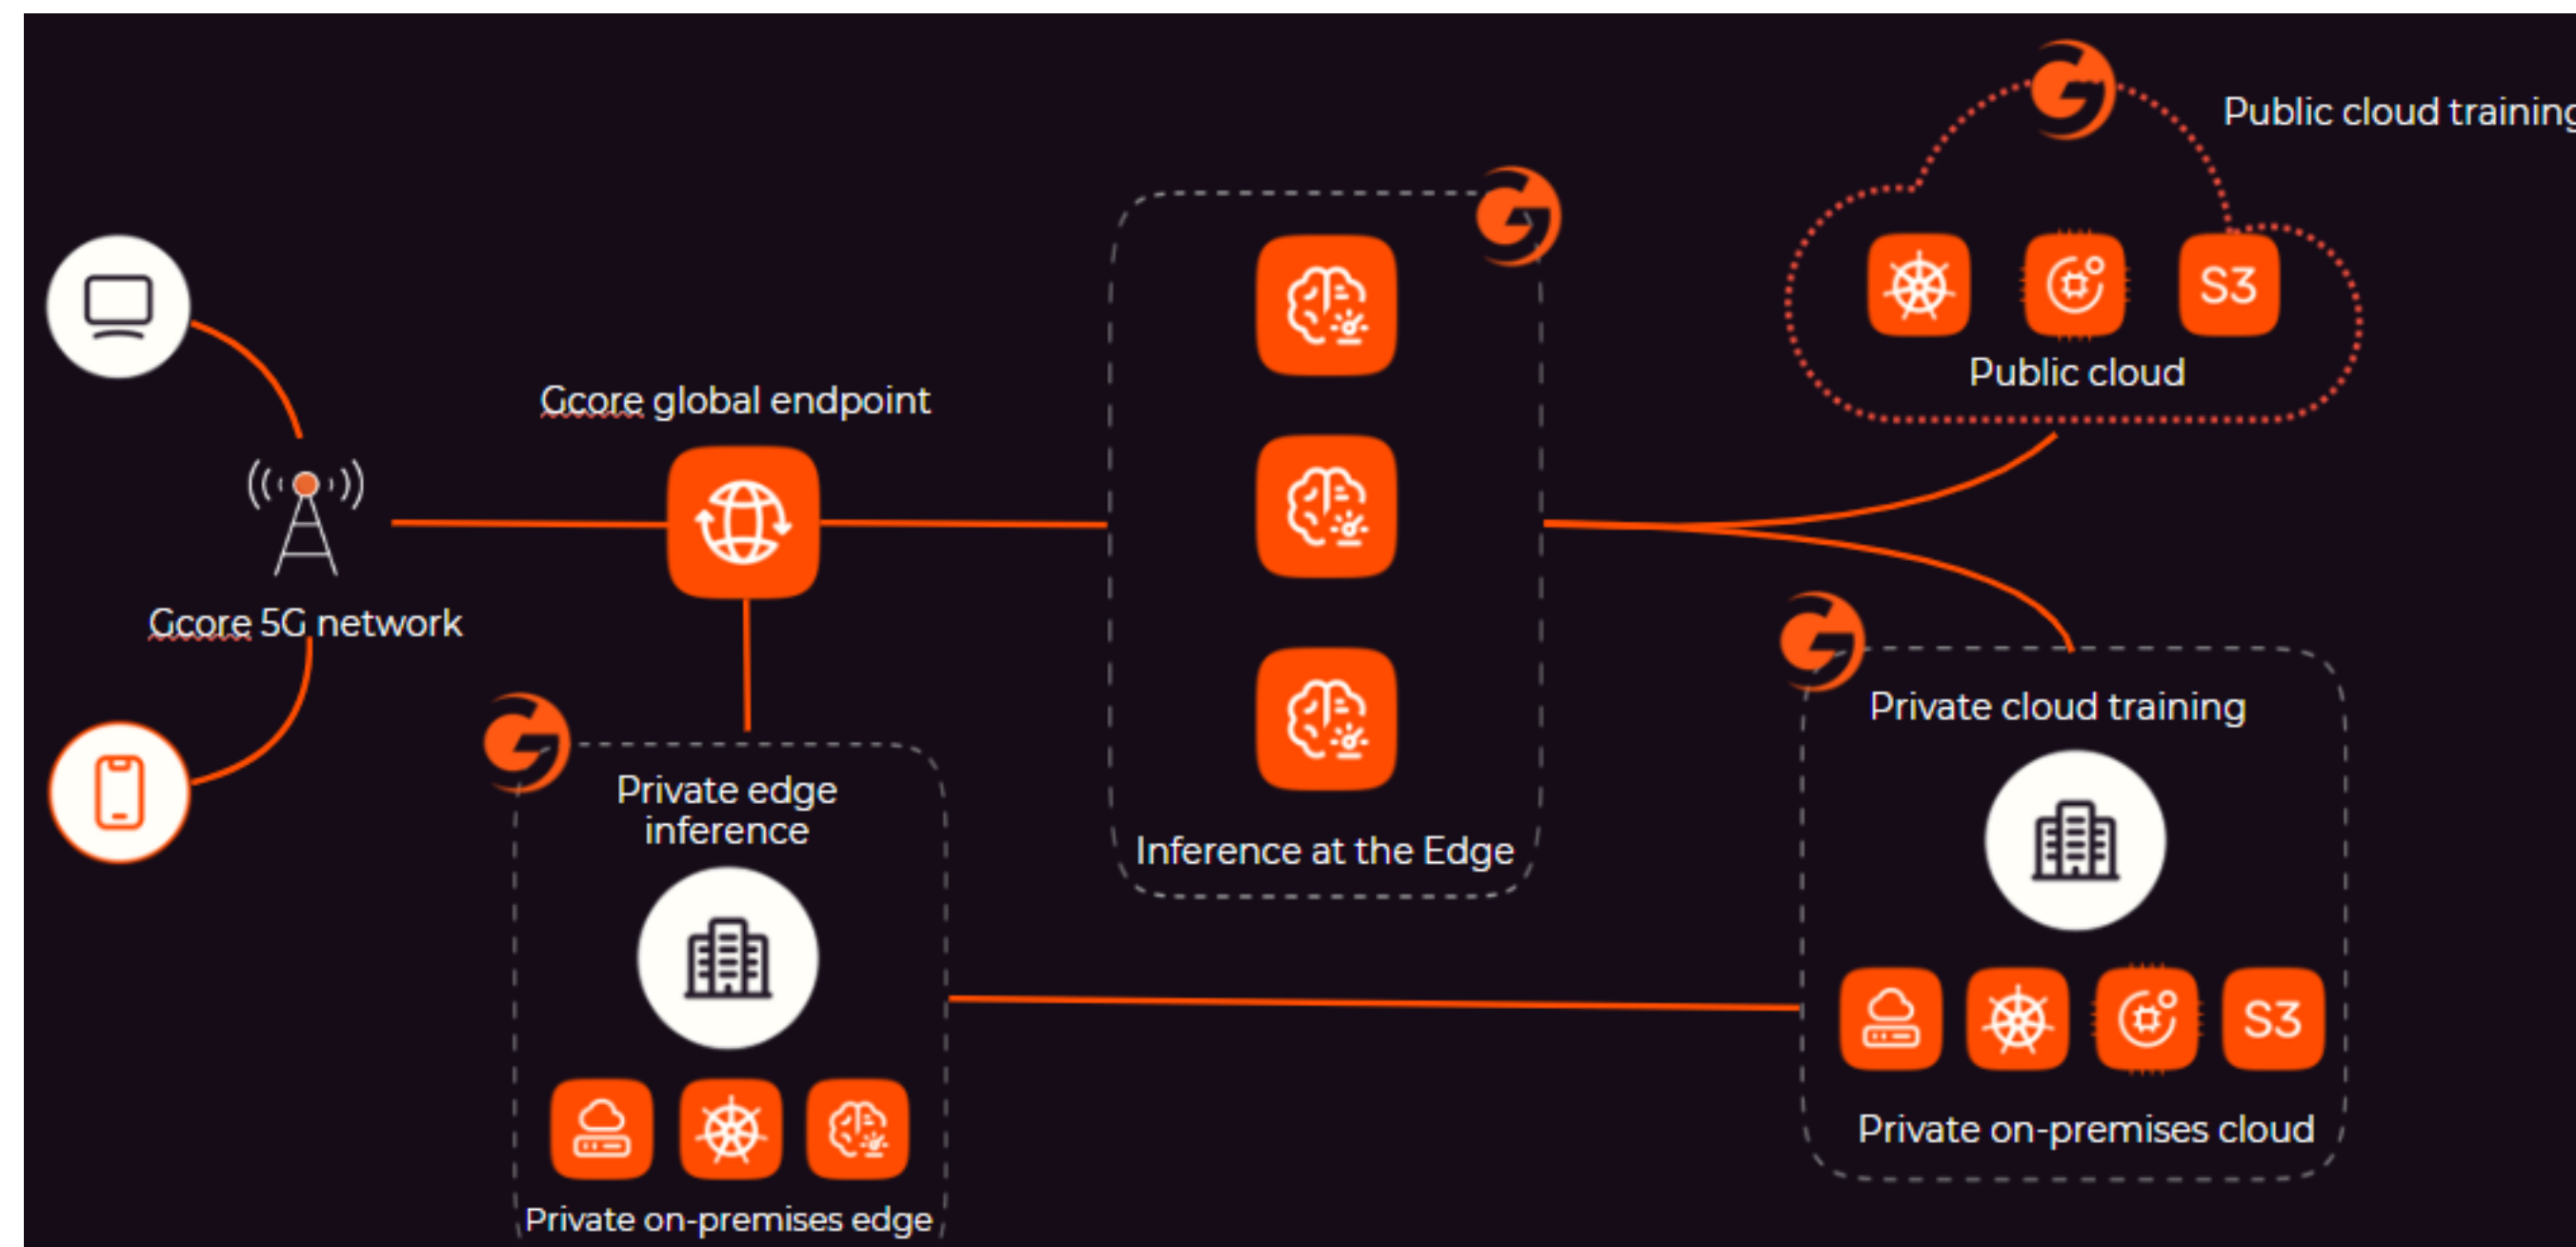 Public cloud training
S3
Public cloud
Gcore global endpoint
Gcore 5G network
Inference at the Edge
Private edge
inference
Private on-premises edge
Private cloud training
S3
Private on-premises cloud